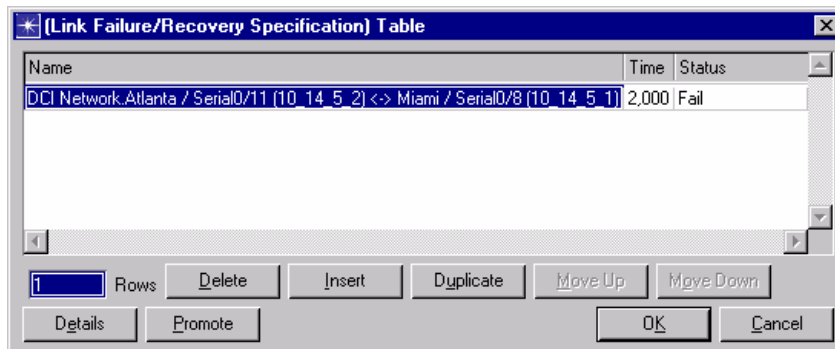 (Link Failure/Recovery Specification) Table
Name Time Status
DCI Network.Atlanta / Serial0/11 (10_14_5_2) <-> Miami / Serial0/8 (10_14_5_1) 2,000 Fail
1 Rows Delete Insert Duplicate Move Up Move Down
Details Promote OK Cancel